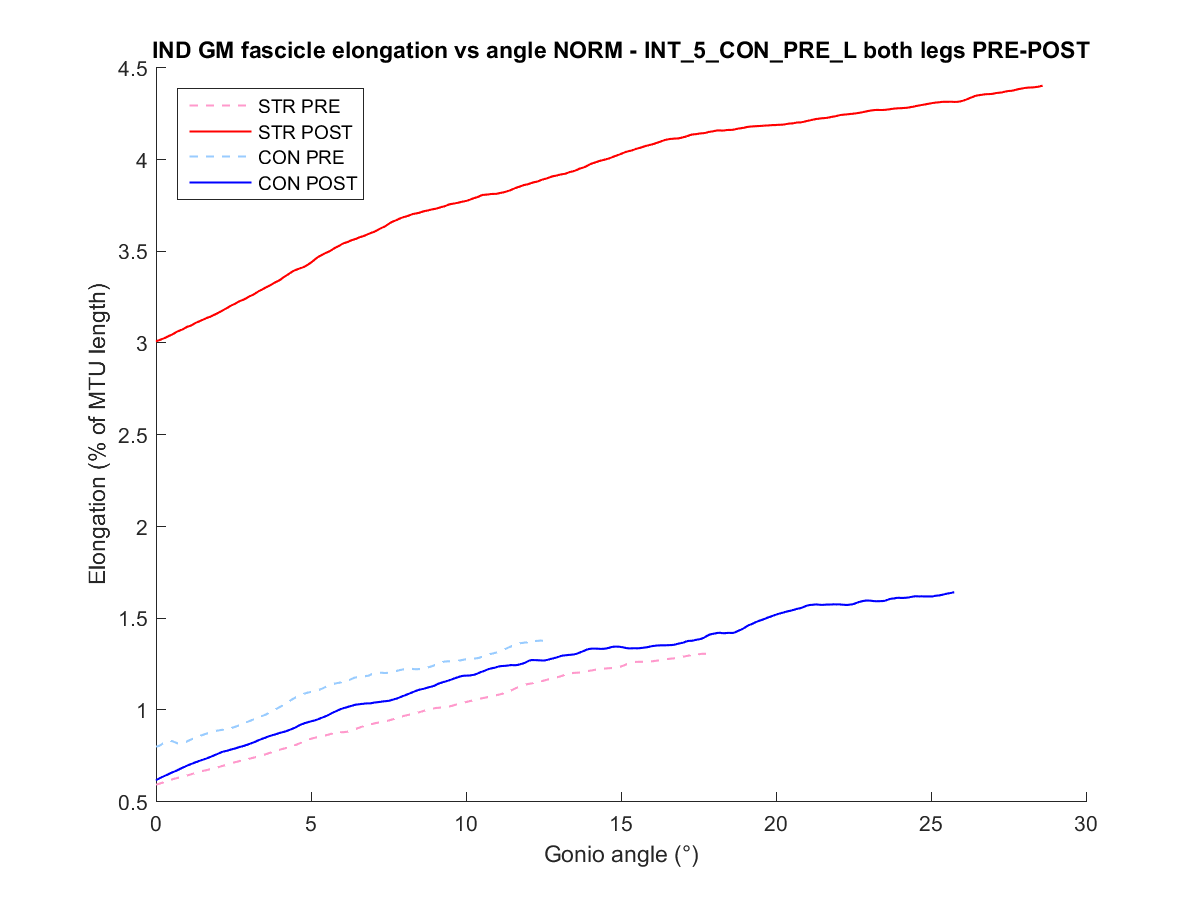 IND GM fascicle elongation vs angle NORM - INT_5_CON_PRE_L both legs PRE-POST
STR PRE
STR POST
CON PRE
CON POST
Elongation (% of MTU length)
4.5
4
3.5
3
2.5
2
1.5
1
0.5
0
5
10
15
20
25
30
Gonio angle (°)